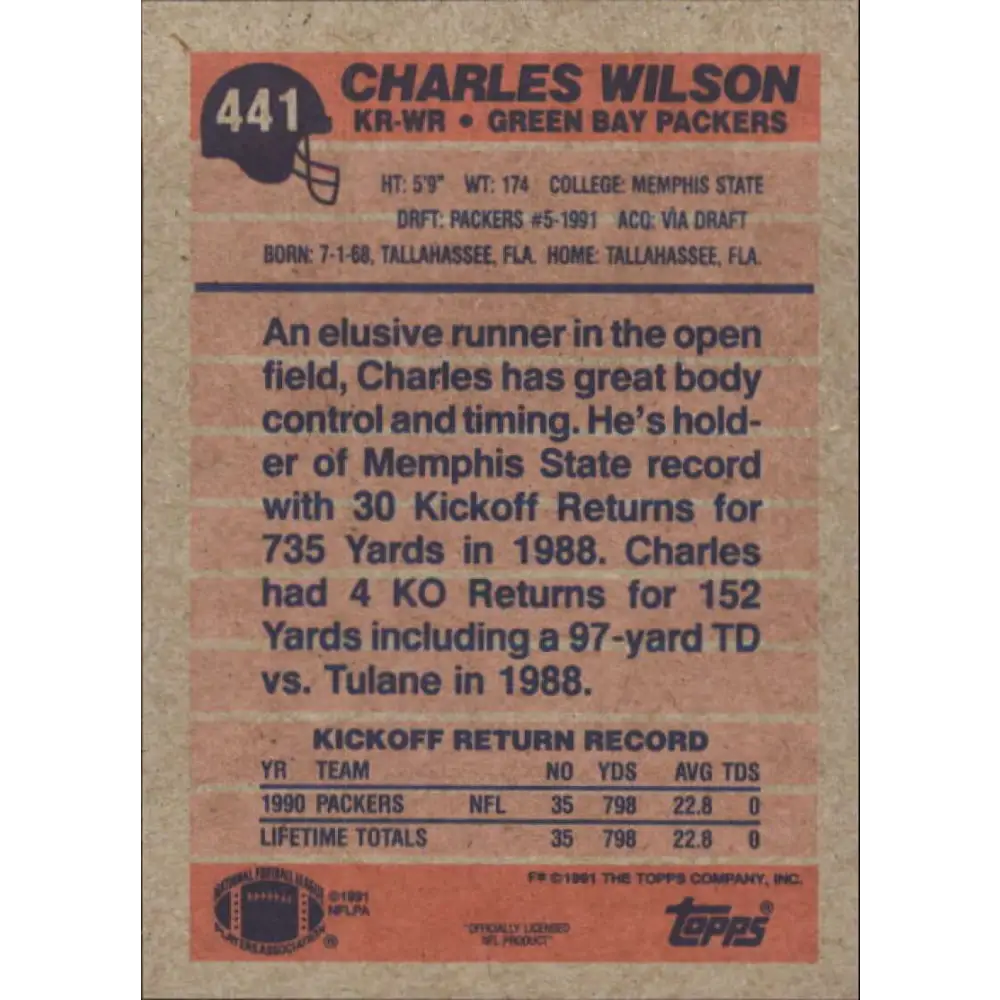 441
CHARLES WILSON
KR-WR • GREEN BAY PACKERS
HT: 5'9" WT: 174 COLLEGE: MEMPHIS STATE
DRFT: PACKERS #5-1991 ACQ: VIA DRAFT
BORN: 7-1-68, TALLAHASSEE, FLA. HOME: TALLAHASSEE, FLA.
An elusive runner in the open
field, Charles has great body
control and timing. He's hold-
er of Memphis State record
with 30 Kickoff Returns for
735 Yards in 1988. Charles
had 4 KO Returns for 152
Yards including a 97-yard TD
vs. Tulane in 1988.
KICKOFF RETURN RECORD
YR TEAM NO YDS AVG TDS
1990 PACKERS NFL 35 798 22.8 0
LIFETIME TOTALS 35 798 22.8 0
F# ©1991 THE TOPPS COMPANY, INC.
NATIONAL FOOTBALL LEAGUE
PLAYERS ASSOCIATION ®
©1991
NFLPA
"OFFICIALLY LICENSED
NFL PRODUCT"
TOPPS®